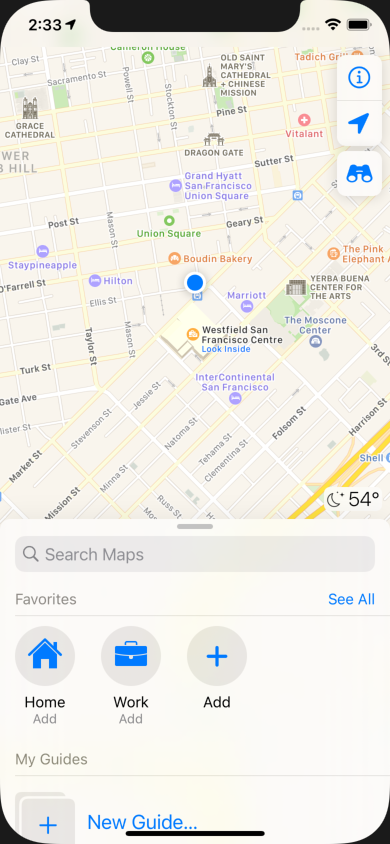 2:33
Cameron House
Clay St
Sacramento St
Powell St
Stockton St
OLD SAINT
MARY'S
CATHEDRAL
+ CHINESE
MISSION
Tadich Gril
GRACE
CATHEDRAL
Pine St
Vitalant
DRAGON GATE
Sutter St
WER
B HILL
Grand Hyatt
San Francisco
Union Square
Post St
Mason St
Geary St
Union Square
Staypineapple
Boudin Bakery
The Pink
Elephant A
O'Farrell St
Hilton
YERBA BUENA
CENTER FOR
THE ARTS
Ellis St
Marriott
The Moscone
Center
Taylor St
Mason St
Westfield San
Francisco Centre
Look Inside
3rd St
Turk St
InterContinental
San Francisco
Gate Ave
Jessie St
Folsom St
Harrison St
llister St
Stevenson St
Natoma St
Tehama St
Clementina St
Market St
Minna St
Shell
Mission St
Russ St
54°
Search Maps
Favorites
See All
Home
Work
Add
Add
Add
My Guides
New Guide...